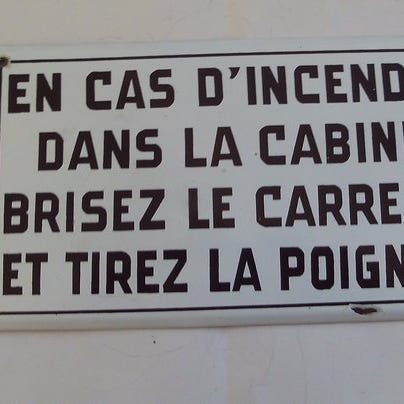 EN CAS D'INCEND
DANS LA CABIN
BRISEZ LE CARRE
ET TIREZ LA POIGN